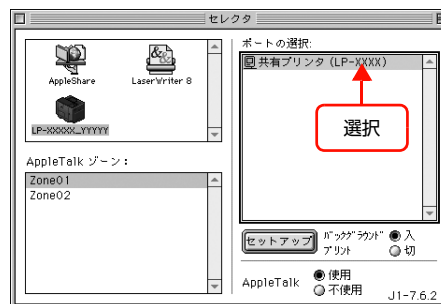 セレクタ
AppleShare
LaserWriter 8
LP-XXXXX_YYYYY
AppleTalk ゾーン：
Zone01
Zone02
ポートの選択:
共有プリンタ (LP-XXXX)
選択
セットアップ
バックグラウンド
プリント
入
切
AppleTalk
使用
不使用
J1-7.6.2